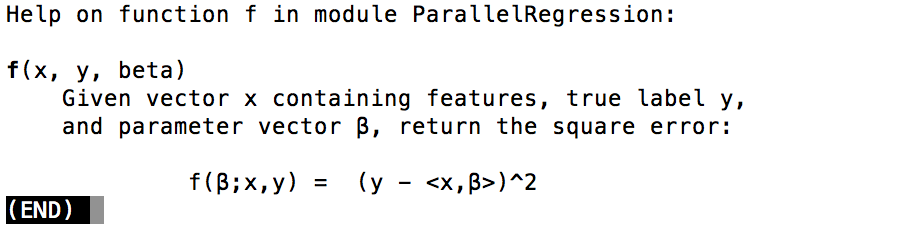 Help on function f in module ParallelRegression:
f(x, y, beta)
Given vector x containing features, true label y,
and parameter vector β, return the square error:
f(β;x,y) =  (y - <x,β>)^2
(END)